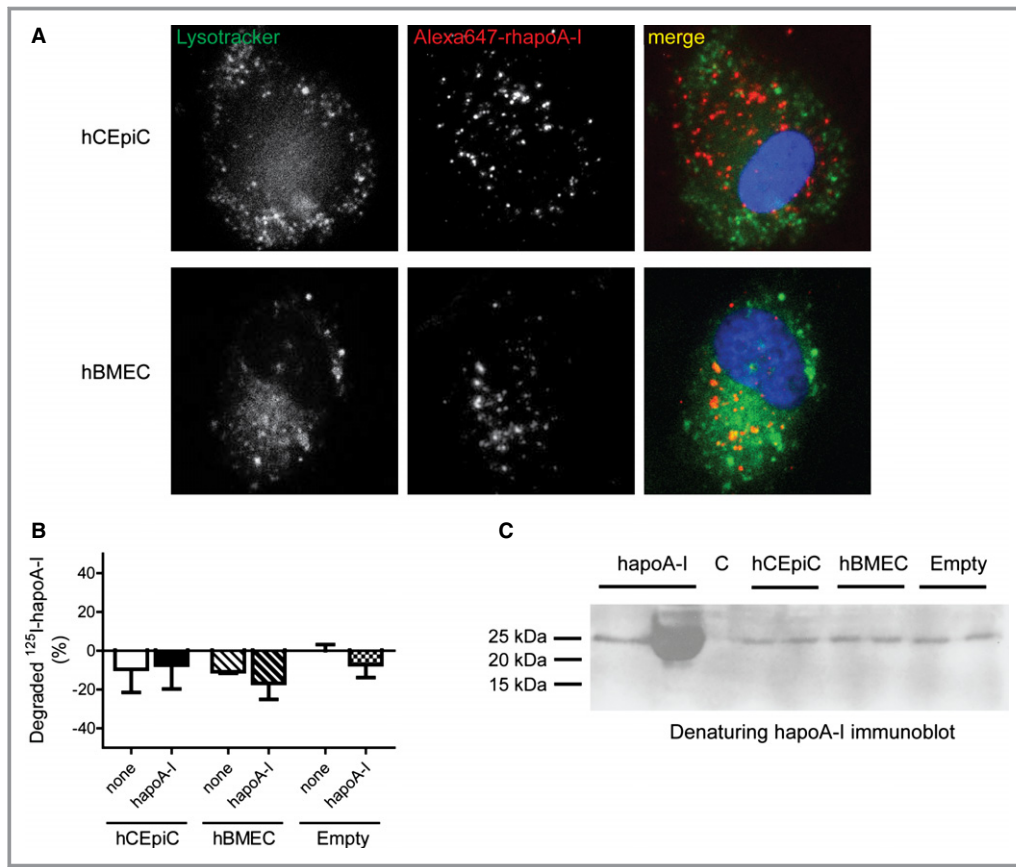 A
Lysotracker
Alexa647-rhapoA-I
merge
hCEpiC
hBMEC
B
Degraded ¹²⁵I-hapoA-I
(%)
40
20
0
-20
-40
none
hapoA-I
none
hapoA-I
none
hapoA-I
hCEpiC
hBMEC
Empty
C
hapoA-I C hCEpiC hBMEC Empty
25 kDa
20 kDa
15 kDa
Denaturing hapoA-I immunoblot